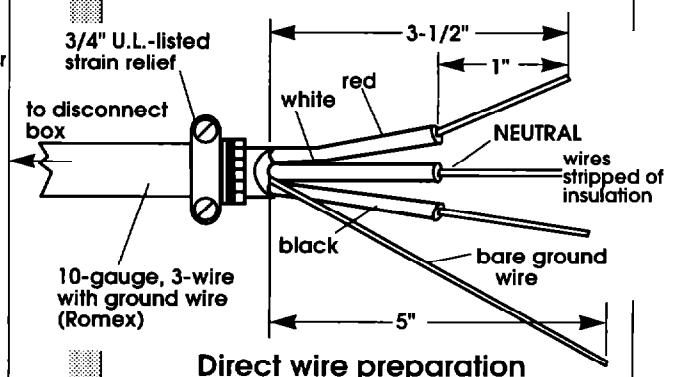 3/4" U.L.-listed
strain relief
r
to disconnect
box
3-1/2"
1"
red
white
NEUTRAL
wires
stripped of
insulation
black
bare ground
wire
10-gauge, 3-wire
with ground wire
(Romex)
5"
Direct wire preparation